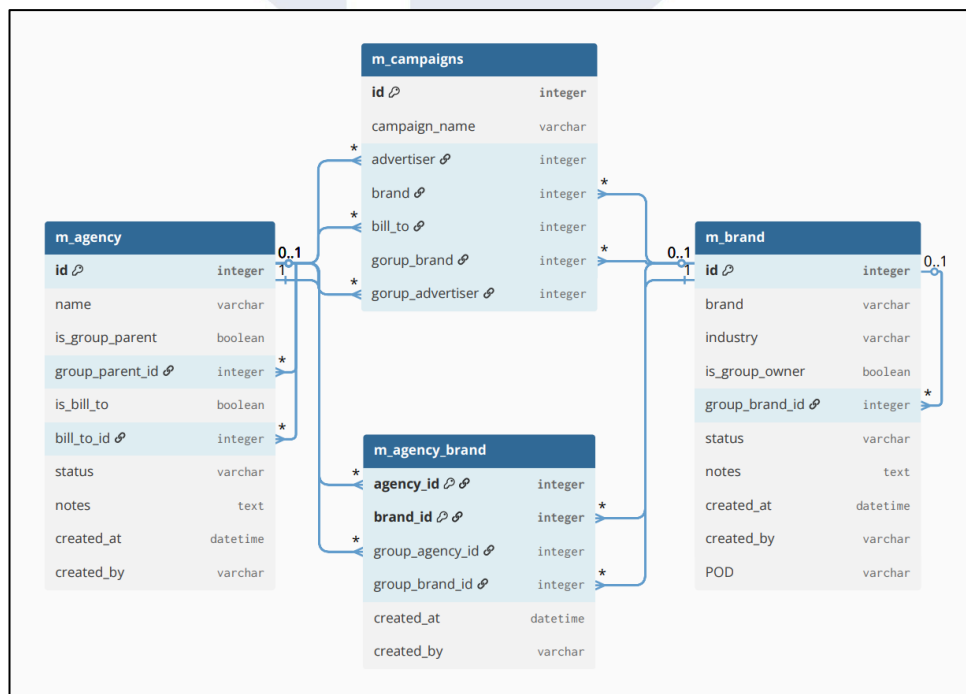 m_campaigns
id integer
campaign_name varchar
advertiser integer
brand integer
bill_to integer
gorup_brand integer
gorup_advertiser integer
*
*
*
*
*
m_agency
id integer
name varchar
is_group_parent boolean
group_parent_id integer
is_bill_to boolean
bill_to_id integer
status varchar
notes text
created_at datetime
created_by varchar
0..1
1
*
*
m_brand
id integer
brand varchar
industry varchar
is_group_owner boolean
group_brand_id integer
status varchar
notes text
created_at datetime
created_by varchar
POD varchar
0..1
1
0..1
*
m_agency_brand
agency_id integer
brand_id integer
group_agency_id integer
group_brand_id integer
created_at datetime
created_by varchar
*
*
*
*